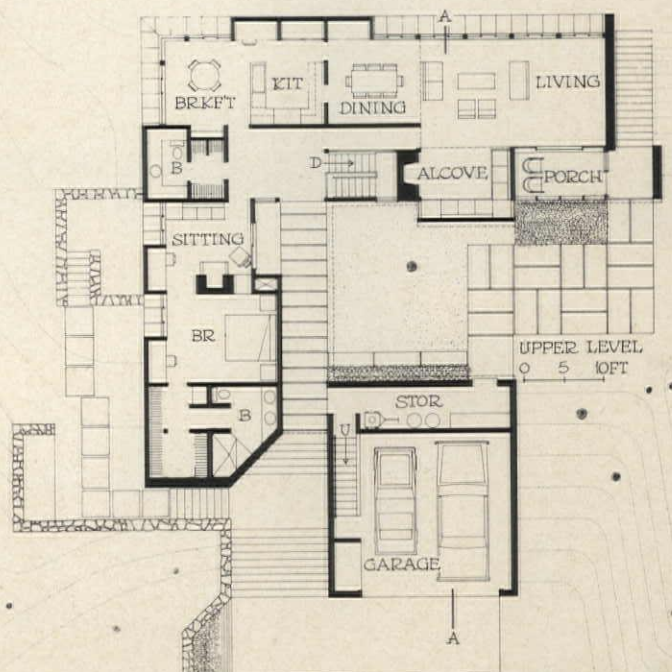 A
BRKFT
KIT
DINING
LIVING
B
D
ALCOVE
PORCH
SITTING
BR
UPPER LEVEL
0 5 10FT
B
STOR
U
GARAGE
A